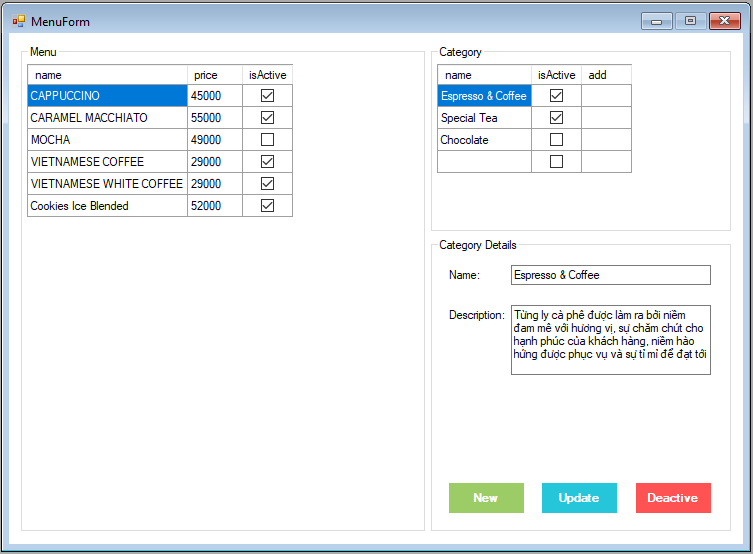 MenuForm
Menu
name price isActive
CAPPUCCINO 45000
CARAMEL MACCHIATO 55000
MOCHA 49000
VIETNAMESE COFFEE 29000
VIETNAMESE WHITE COFFEE 29000
Cookies Ice Blended 52000
Category
name isActive add
Espresso & Coffee
Special Tea
Chocolate
Category Details
Name: Espresso & Coffee
Description: Từng ly cà phê được làm ra bởi niềm
đam mê với hương vị, sự chăm chút cho
hạnh phúc của khách hàng, niềm hào
hứng được phục vụ và sự tỉ mỉ để đạt tới
New Update Deactive